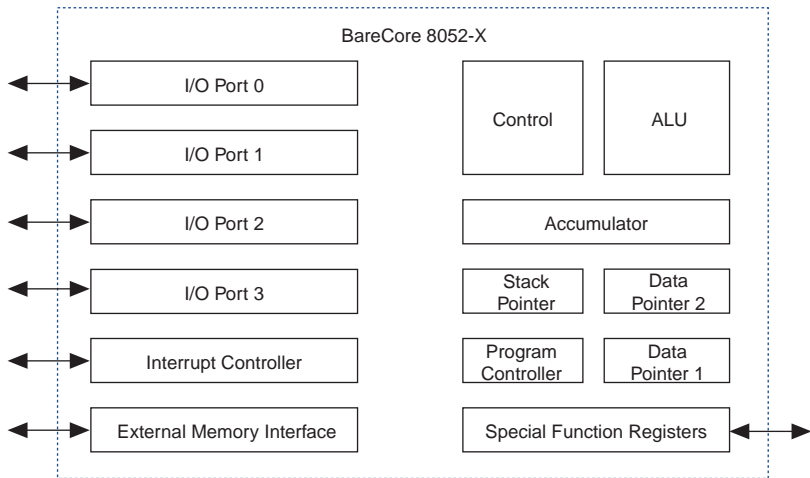 BareCore 8052-X
I/O Port 0
I/O Port 1
I/O Port 2
I/O Port 3
Interrupt Controller
External Memory Interface
Control
ALU
Accumulator
Stack
Pointer
Data
Pointer 2
Program
Controller
Data
Pointer 1
Special Function Registers